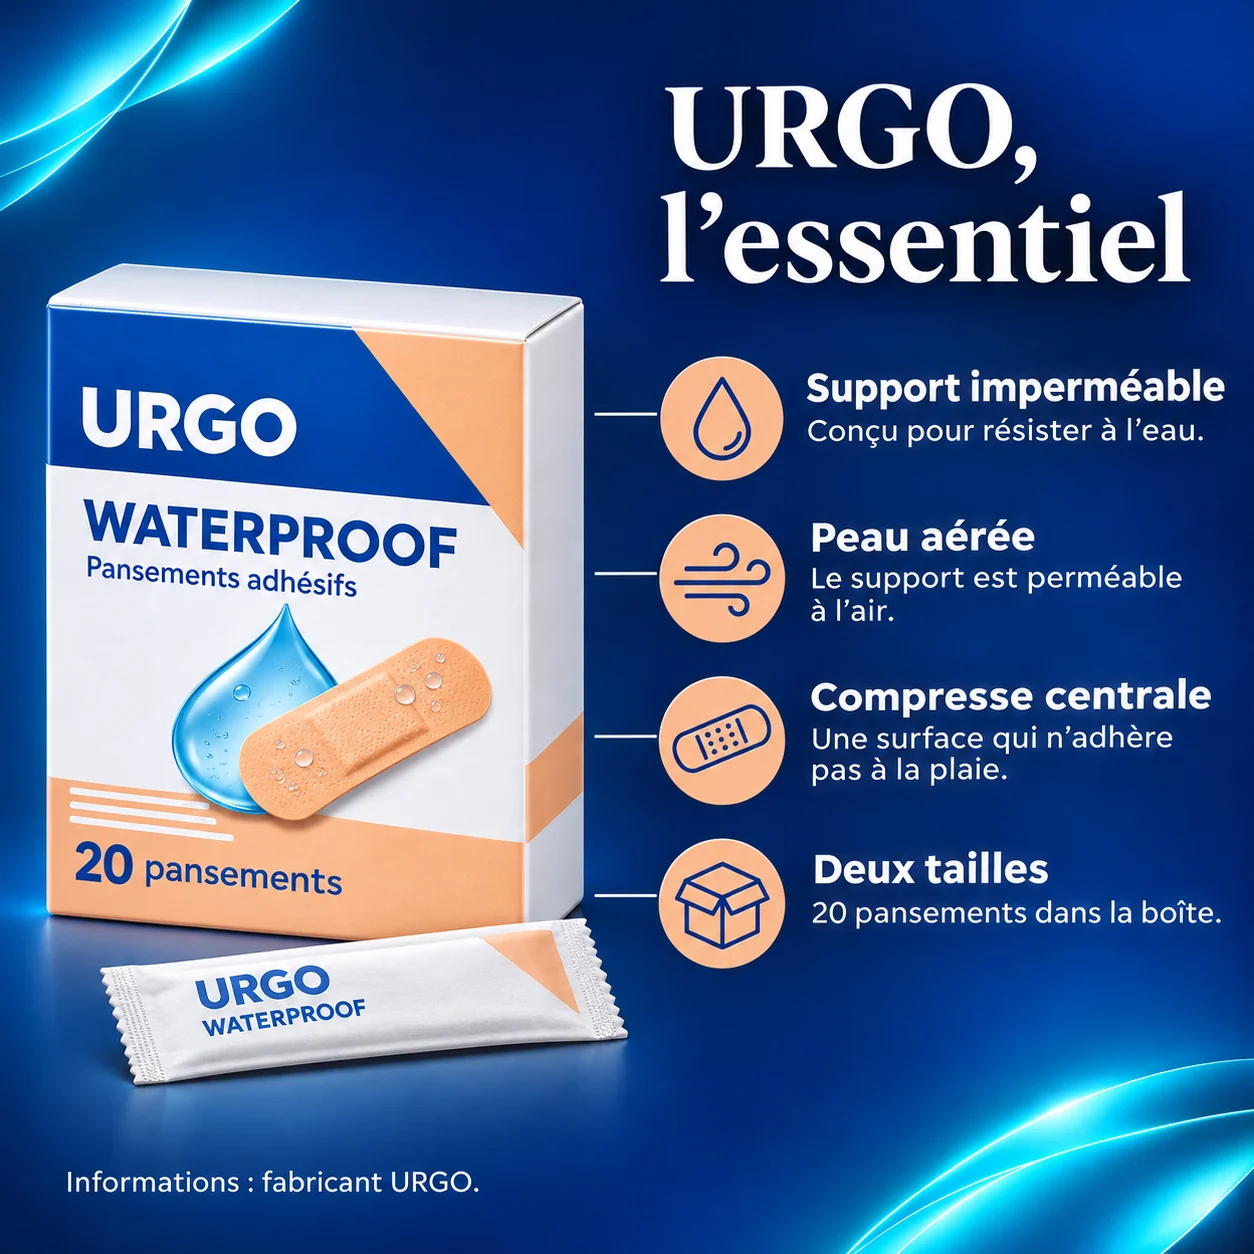 URGO,
l’essentiel
URGO
WATERPROOF
Pansements adhésifs
20 pansements
URGO
WATERPROOF
Support imperméable
Conçu pour résister à l’eau.
Peau aérée
Le support est perméable
à l’air.
Compresse centrale
Une surface qui n’adhère
pas à la plaie.
Deux tailles
20 pansements dans la boîte.
Informations : fabricant URGO.